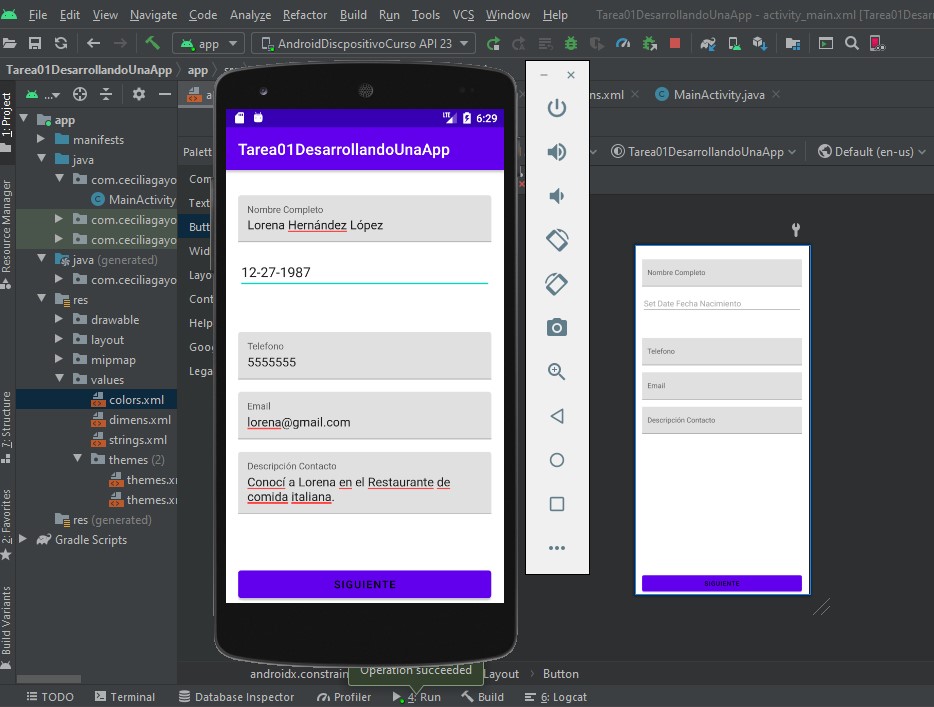 File Edit View Navigate Code Analyze Refactor Build Run Tools VCS Window Help Tarea01DesarrollandoUnaApp - activity_main.xml [Tarea01Desarr
app AndroidDiscpositivoCurso API 23
Tarea01DesarrollandoUnaApp app
1: Project
Resource Manager
7: Structure
2: Favorites
Build Variants
app
manifests
java
com.ceciliagayo
MainActivity
com.ceciliagayo
com.ceciliagayo
java (generated)
com.ceciliagayo
res
drawable
layout
mipmap
values
colors.xml
dimens.xml
strings.xml
themes (2)
themes.x
themes.x
res (generated)
Gradle Scripts
Palett
Com
Text
Butt
Wid
Layo
Cont
Help
Goog
Lega
LTE 6:29
Tarea01DesarrollandoUnaApp
Nombre Completo
Lorena Hernández López
12-27-1987
Telefono
5555555
Email
lorena@gmail.com
Descripción Contacto
Conocí a Lorena en el Restaurante de
comida italiana.
SIGUIENTE
ns.xml MainActivity.java
Tarea01DesarrollandoUnaApp Default (en-us)
Nombre Completo
Set Date Fecha Nacimiento
Telefono
Email
Descripción Contacto
SIGUIENTE
androidx.constrain Layout Button
Operation succeeded
TODO Terminal Database Inspector Profiler 4: Run Build 6: Logcat